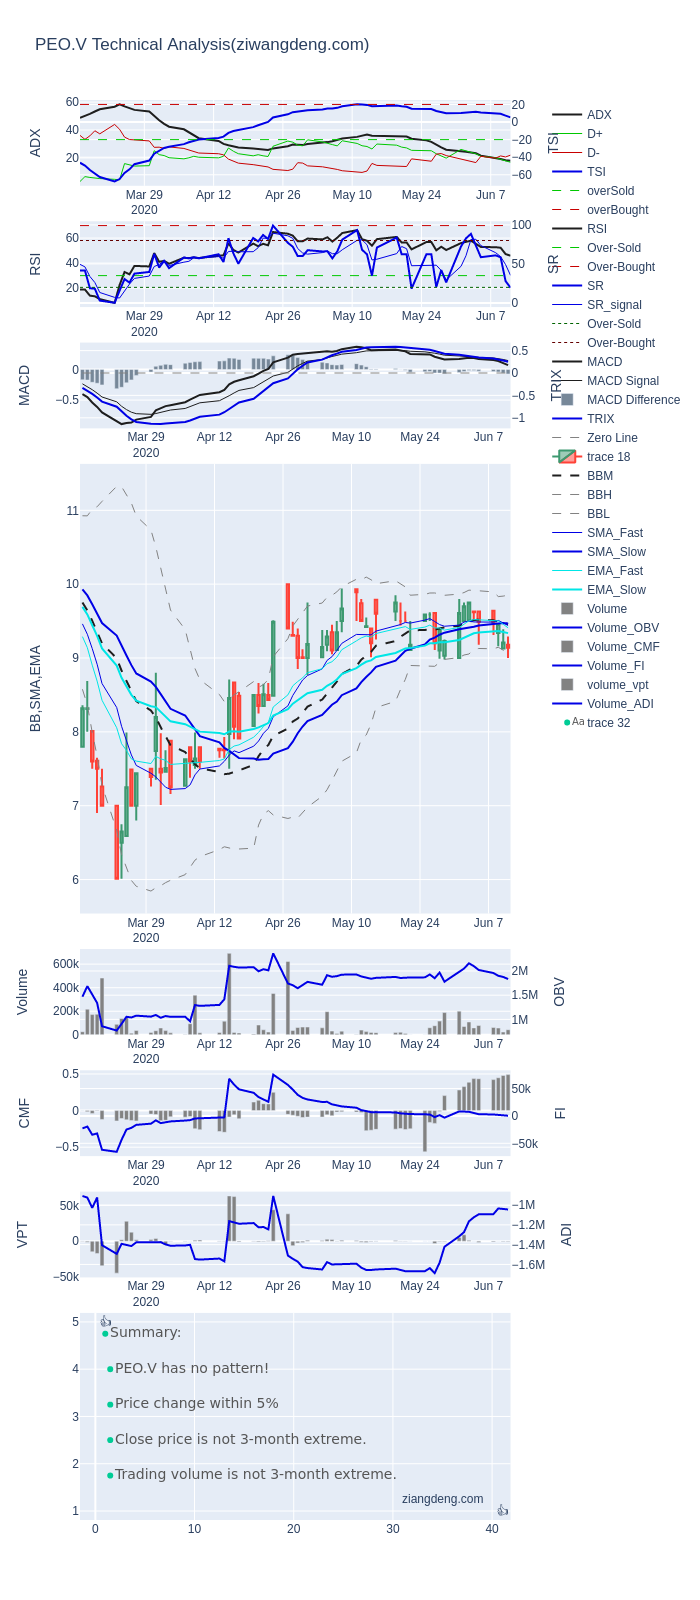 PEO.V Technical Analysis(ziwangdeng.com)
60
40
20
ADX
20
0
−20
−40
−60
TSI
Mar 29
Apr 12
Apr 26
May 10
May 24
Jun 7
2020
60
40
20
RSI
100
50
0
SR
Mar 29
Apr 12
Apr 26
May 10
May 24
Jun 7
2020
0
−0.5
MACD
0.5
0
−0.5
−1
TRIX
Mar 29
Apr 12
Apr 26
May 10
May 24
Jun 7
2020
11
10
9
8
7
6
BB,SMA,EMA
Mar 29
Apr 12
Apr 26
May 10
May 24
Jun 7
2020
600k
400k
200k
0
Volume
2M
1.5M
1M
OBV
Mar 29
Apr 12
Apr 26
May 10
May 24
Jun 7
2020
0.5
0
−0.5
CMF
50k
0
−50k
FI
Mar 29
Apr 12
Apr 26
May 10
May 24
Jun 7
2020
50k
0
−50k
VPT
−1M
−1.2M
−1.4M
−1.6M
ADI
Mar 29
Apr 12
Apr 26
May 10
May 24
Jun 7
2020
5
4
3
2
1
Summary:
PEO.V has no pattern!
Price change within 5%
Close price is not 3-month extreme.
Trading volume is not 3-month extreme.
ziangdeng.com
0
10
20
30
40
ADX
D+
D-
TSI
overSold
overBought
RSI
Over-Sold
Over-Bought
SR
SR_signal
Over-Sold
Over-Bought
MACD
MACD Signal
MACD Difference
TRIX
Zero Line
trace 18
BBM
BBH
BBL
SMA_Fast
SMA_Slow
EMA_Fast
EMA_Slow
Volume
Volume_OBV
Volume_CMF
Volume_FI
volume_vpt
Volume_ADI
Aa trace 32